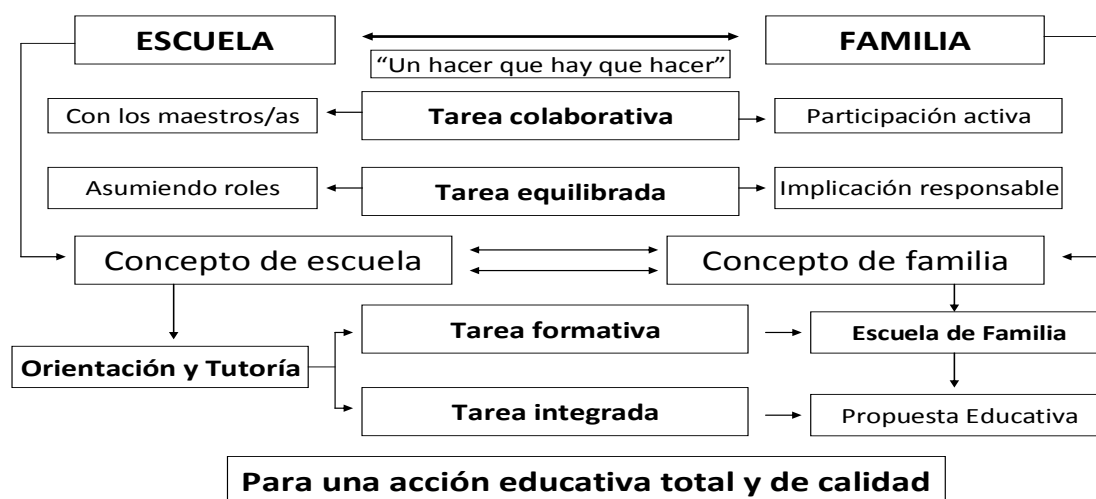 ESCUELA
FAMILIA
“Un hacer que hay que hacer”
Con los maestros/as
Tarea colaborativa
Participación activa
Asumiendo roles
Tarea equilibrada
Implicación responsable
Concepto de escuela
Concepto de familia
Tarea formativa
Escuela de Familia
Orientación y Tutoría
Tarea integrada
Propuesta Educativa
Para una acción educativa total y de calidad